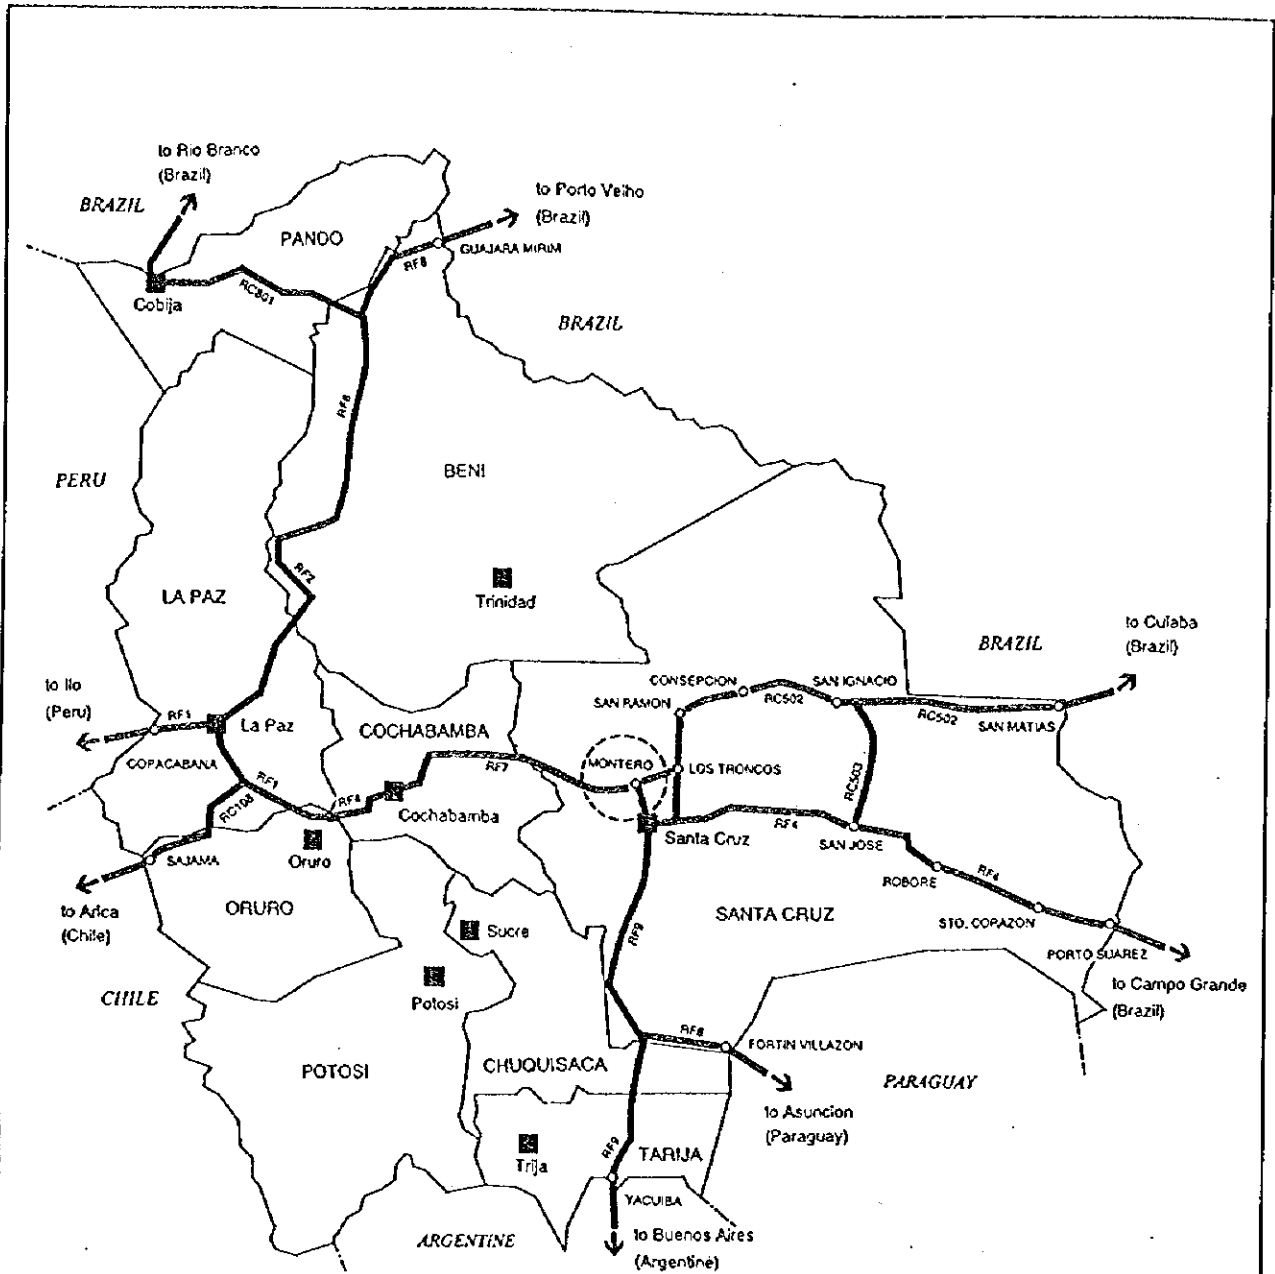 to Rio Branco
(Brazil)
BRAZIL
to Porto Velho
(Brazil)
PANDO
GUAJARA MIRIM
RF8
Cobija
RC801
BRAZIL
RF8
PERU
BENI
RF2
LA PAZ
Trinidad
to Cuiaba
(Brazil)
BRAZIL
to Ilo
(Peru)
RF1
La Paz
CONSEPCION
SAN IGNACIO
SAN RAMON
RC502
RC502
SAN MATIAS
COCHABAMBA
COPACABANA
RF7
MONTERO
LOS TRONCOS
RC503
RF1
RC108
RF4
Cochabamba
Santa Cruz
RF4
SAN JOSE
SAJAMA
Oruro
ROBORE
RF4
to Arica
(Chile)
ORURO
SANTA CRUZ
STO. CORAZON
Sucre
RF9
PORTO SUAREZ
to Campo Grande
(Brazil)
CHILE
Potosi
RF8
FORTIN VILLAZON
POTOSI
CHUQUISACA
PARAGUAY
to Asuncion
(Paraguay)
Trija
RF9
TARIJA
YACUIBA
ARGENTINE
to Buenos Aires
(Argentine)